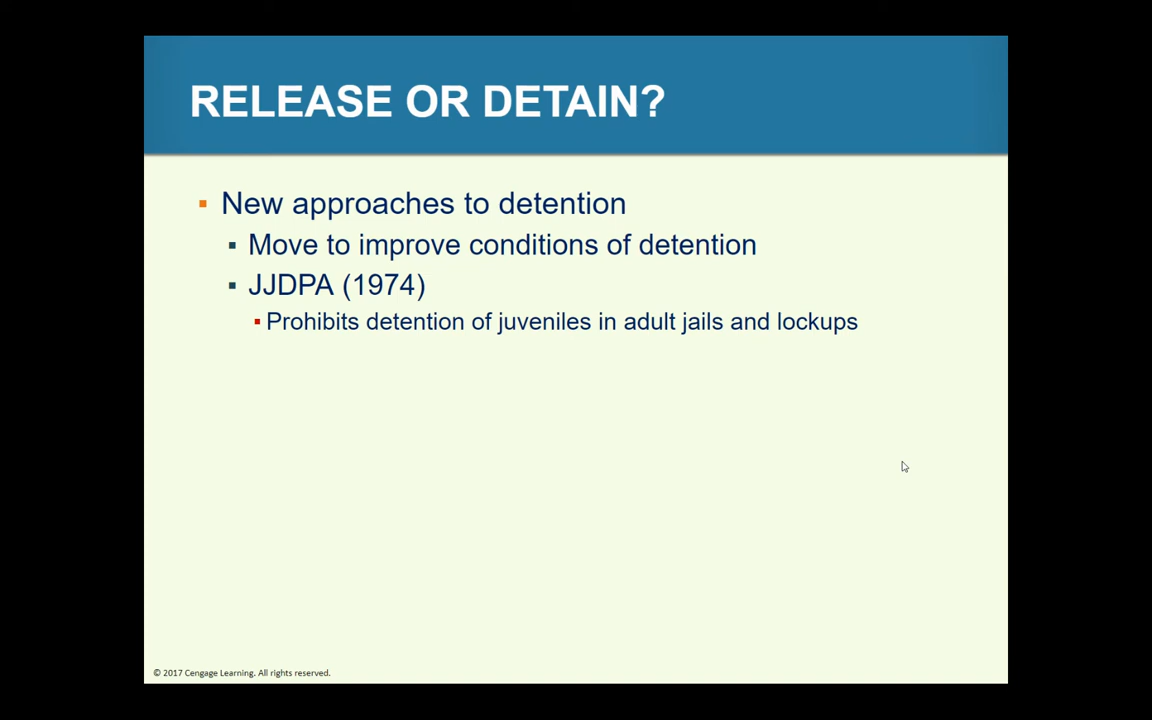 RELEASE OR DETAIN?
▪ New approaches to detention
▪ Move to improve conditions of detention
▪ JJDPA (1974)
▪ Prohibits detention of juveniles in adult jails and lockups
© 2017 Cengage Learning. All rights reserved.